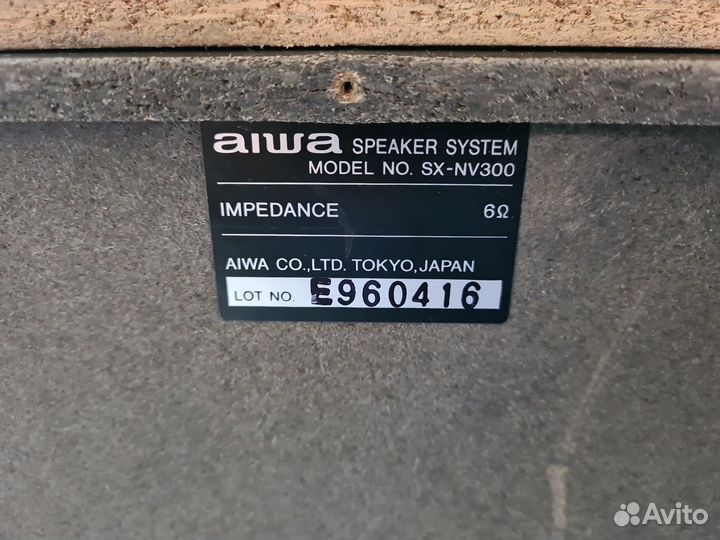 aiwa SPEAKER SYSTEM
MODEL NO. SX-NV300
IMPEDANCE 6Ω
AIWA CO.,LTD. TOKYO,JAPAN
LOT NO. E960416
Avito